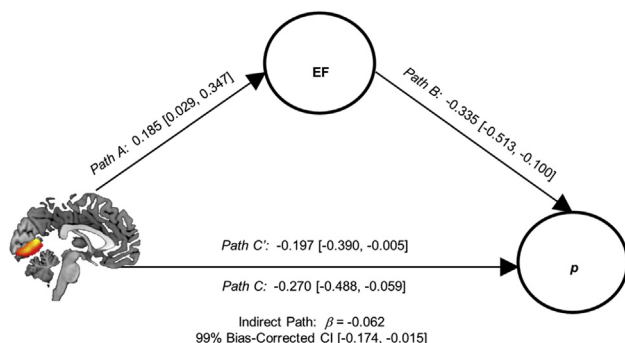 EF
Path A: 0.185 [0.029, 0.347]
Path B: -0.335 [-0.513, -0.100]
Path C': -0.197 [-0.390, -0.005]
p
Path C: -0.270 [-0.488, -0.059]
Indirect Path: β = -0.062
99% Bias-Corrected CI [-0.174, -0.015]